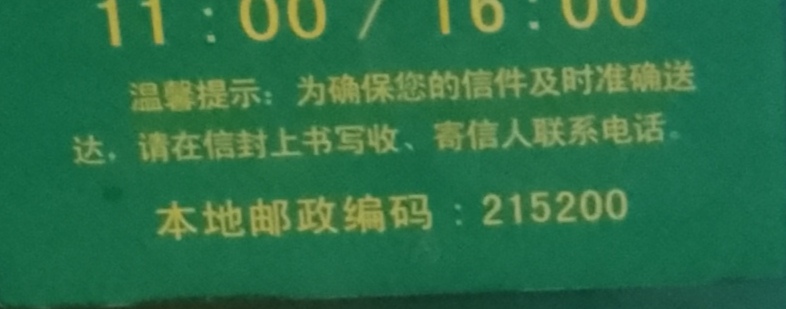 11：00 / 16：00
温馨提示：为确保您的信件及时准确送
达，请在信封上书写收、寄信人联系电话。
本地邮政编码：215200